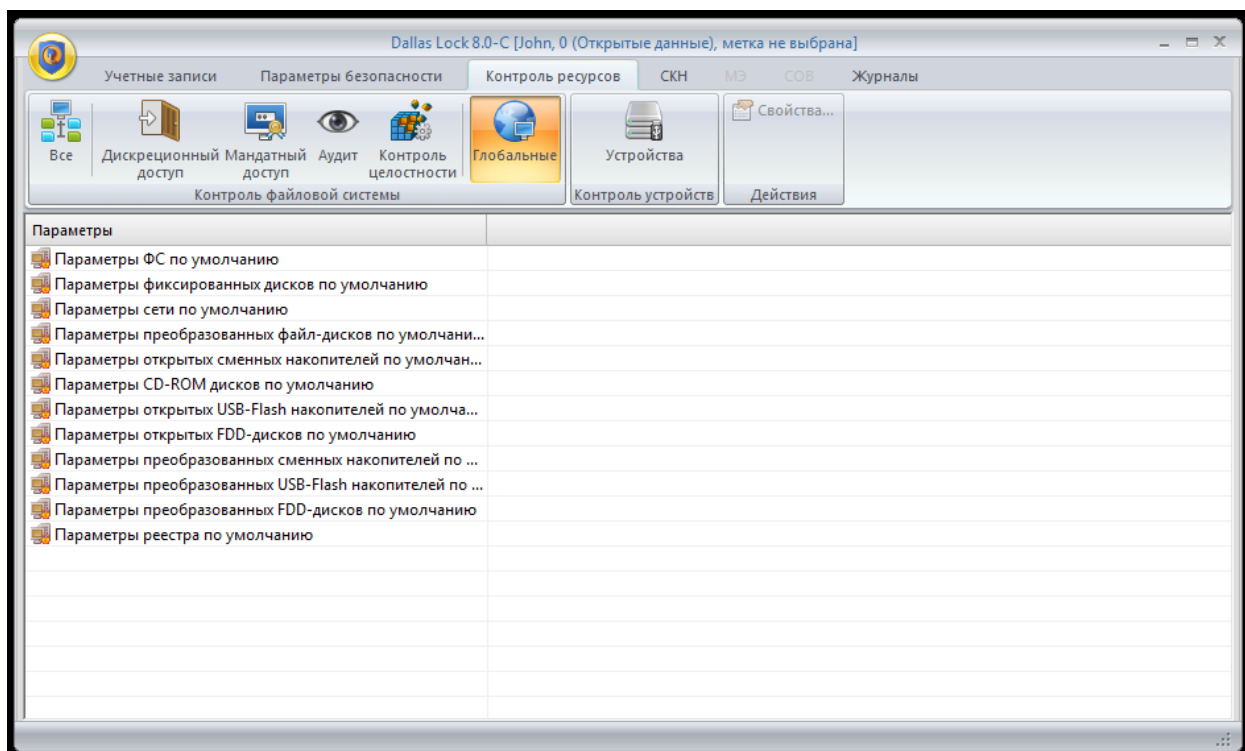 Dallas Lock 8.0-C [John, 0 (Открытые данные), метка не выбрана]
Учетные записи Параметры безопасности Контроль ресурсов СКН МЭ СОВ Журналы
Все Дискреционный доступ Мандатный доступ Аудит Контроль целостности Глобальные Устройства Свойства...
Контроль файловой системы Контроль устройств Действия
Параметры
Параметры ФС по умолчанию
Параметры фиксированных дисков по умолчанию
Параметры сети по умолчанию
Параметры преобразованных файл-дисков по умолчани...
Параметры открытых сменных накопителей по умолчан...
Параметры CD-ROM дисков по умолчанию
Параметры открытых USB-Flash накопителей по умолча...
Параметры открытых FDD-дисков по умолчанию
Параметры преобразованных сменных накопителей по ...
Параметры преобразованных USB-Flash накопителей по ...
Параметры преобразованных FDD-дисков по умолчанию
Параметры реестра по умолчанию